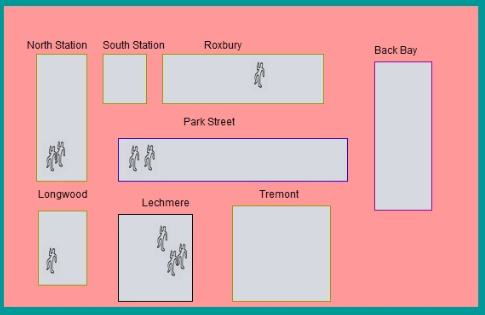 North Station
South Station
Roxbury
Back Bay
Park Street
Longwood
Lechmere
Tremont